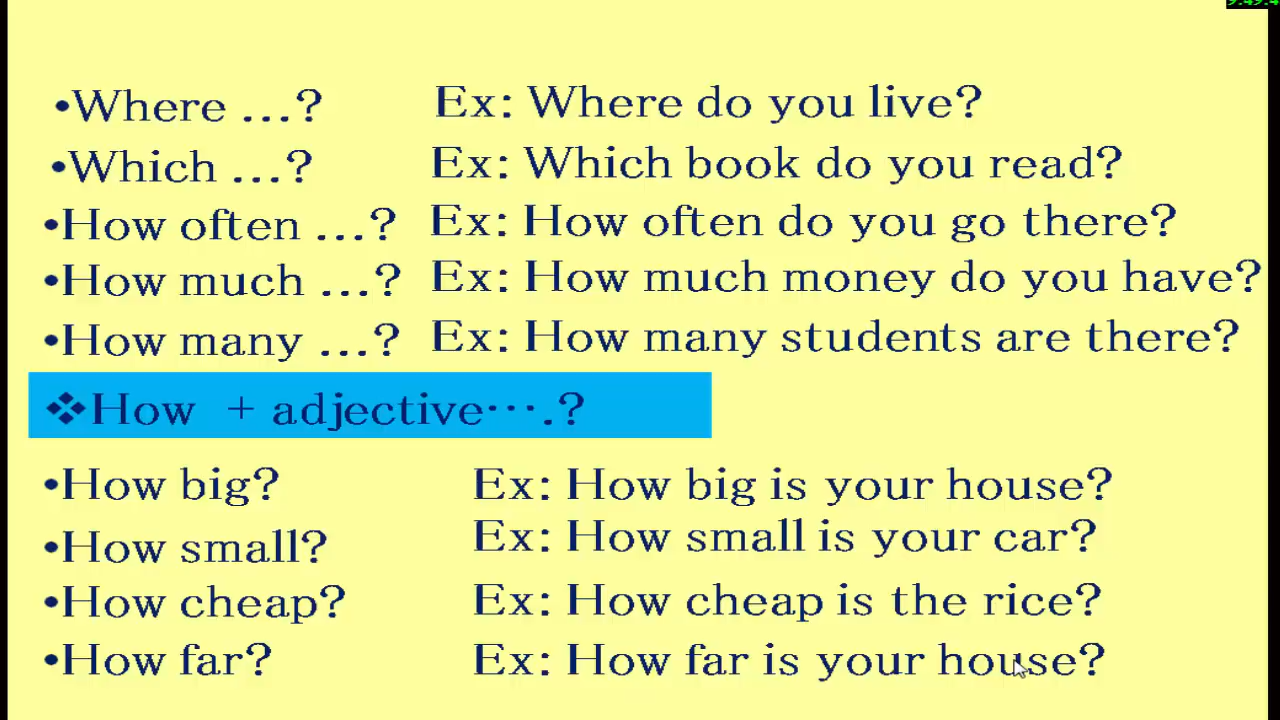 •Where ...? Ex: Where do you live?
•Which ...? Ex: Which book do you read?
•How often ...? Ex: How often do you go there?
•How much ...? Ex: How much money do you have?
•How many ...? Ex: How many students are there?
❖How + adjective⋯.?
•How big? Ex: How big is your house?
•How small? Ex: How small is your car?
•How cheap? Ex: How cheap is the rice?
•How far? Ex: How far is your house?